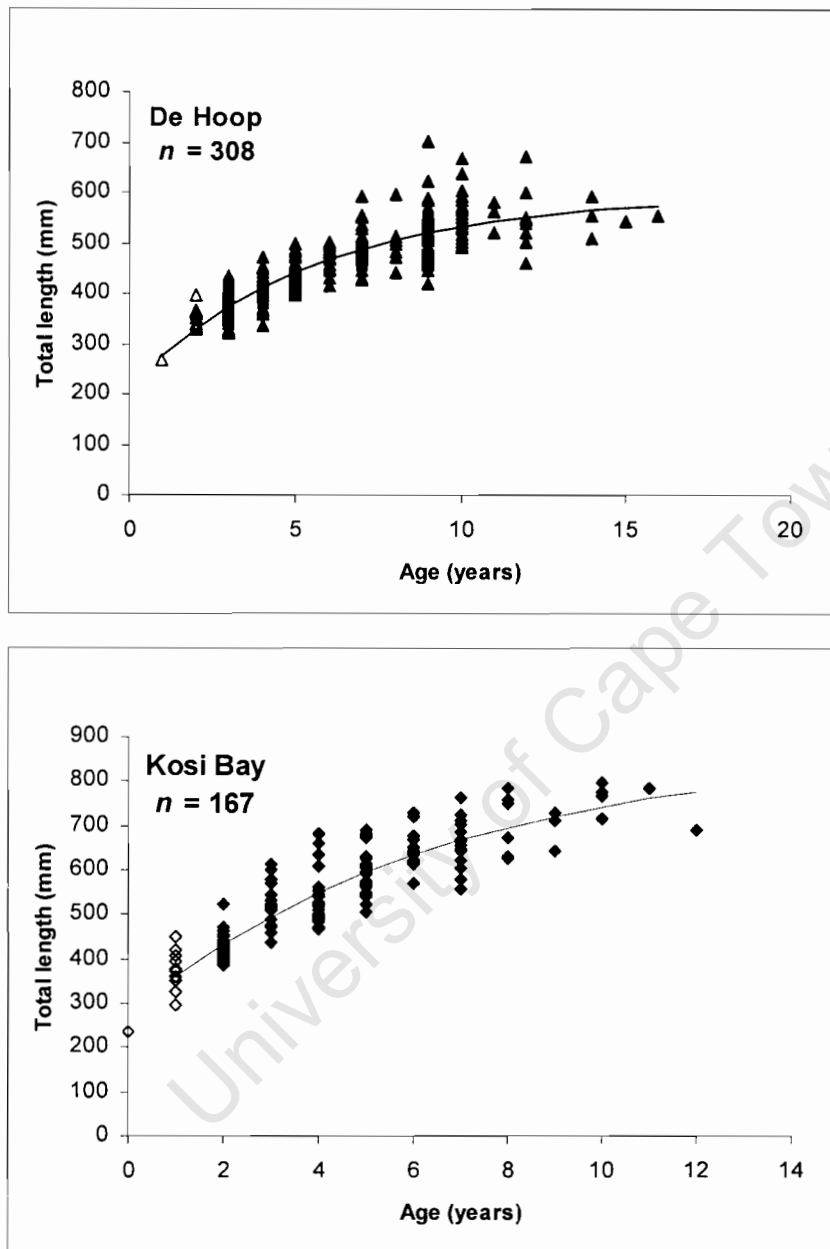 800
700
600
500
400
300
200
100
0
Total length (mm)
De Hoop
n = 308
0 5 10 15 20
Age (years)
900
800
700
600
500
400
300
200
100
0
Total length (mm)
Kosi Bay
n = 167
0 2 4 6 8 10 12 14
Age (years)
University of Cape Tow